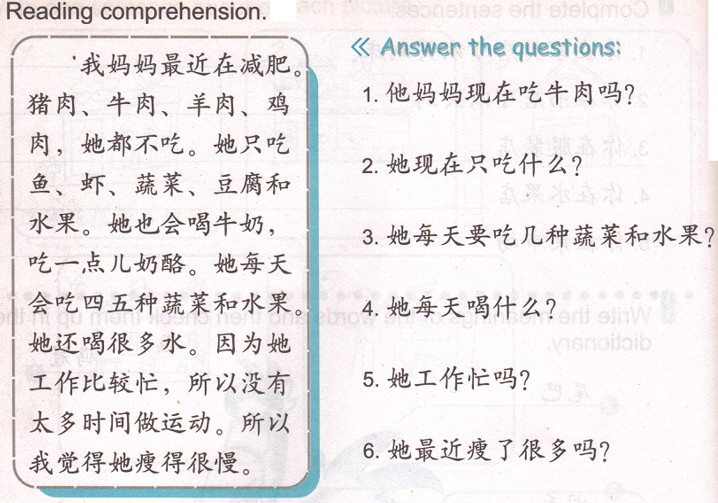 Reading comprehension.
我妈妈最近在减肥。
猪肉、牛肉、羊肉、鸡
肉，她都不吃。她只吃
鱼、虾、蔬菜、豆腐和
水果。她也会喝牛奶，
吃一点儿奶酪。她每天
会吃四五种蔬菜和水果。
她还喝很多水。因为她
工作比较忙，所以没有
太多时间做运动。所以
我觉得她瘦得很慢。
Answer the questions:
1. 他妈妈现在吃牛肉吗?
2. 她现在只吃什么?
3. 她每天要吃几种蔬菜和水果?
4. 她每天喝什么?
5. 她工作忙吗?
6. 她最近瘦了很多吗?